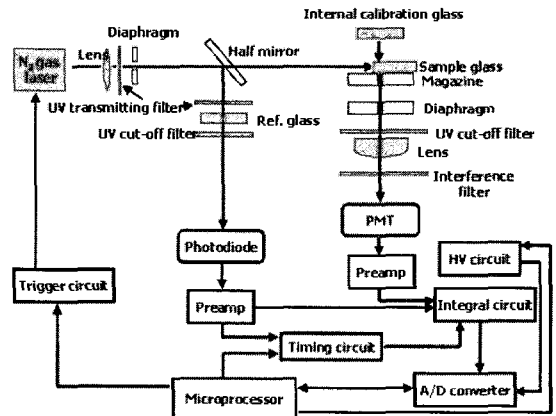 Internal calibration glass
Diaphragm
Lens
Half mirror
N2 gas
laser
Sample glass
Magazine
UV transmitting filter
Ref. glass
Diaphragm
UV cut-off filter
UV cut-off filter
Lens
Interference
filter
PMT
Photodiode
Preamp
HV circuit
Trigger circuit
Preamp
Integral circuit
Timing circuit
Microprocessor
A/D converter